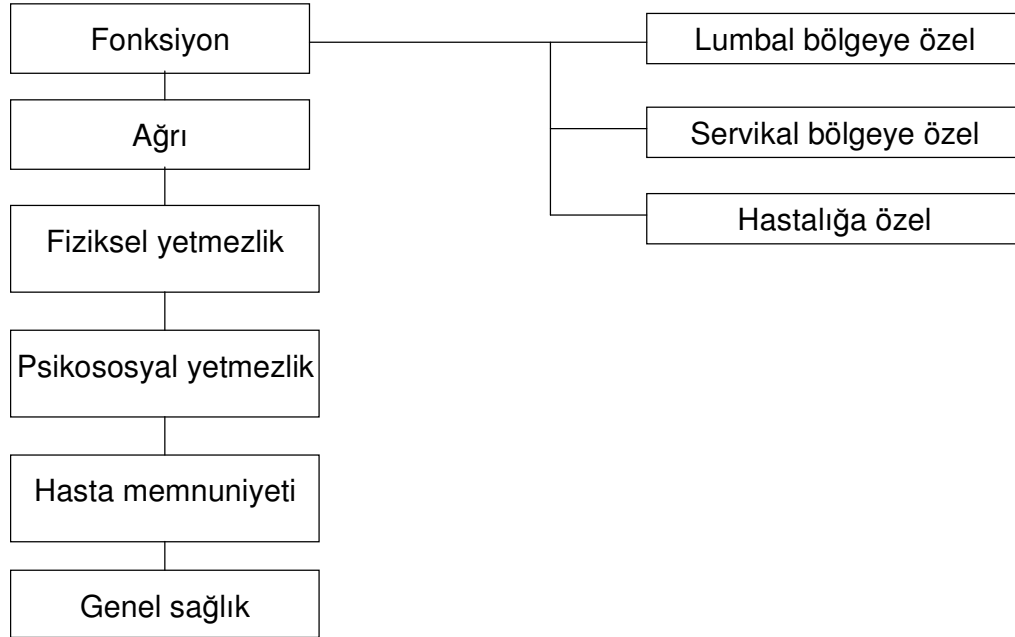 Fonksiyon
Lumbal bölgeye özel
Ağrı
Servikal bölgeye özel
Fiziksel yetmezlik
Hastalığa özel
Psikososyal yetmezlik
Hasta memnuniyeti
Genel sağlık